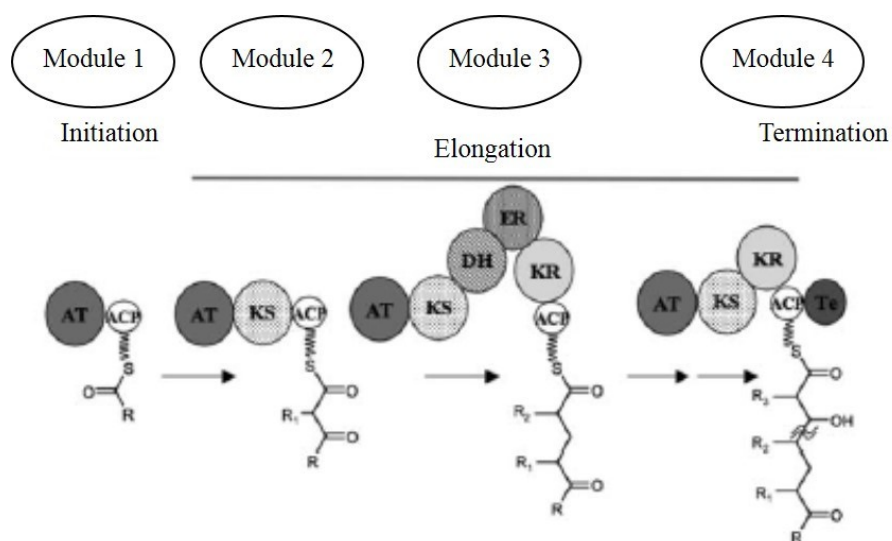 Module 1
Module 2
Module 3
Module 4
Initiation
Elongation
Termination
AT
ACP
AT
KS
ACP
AT
KS
DH
ER
KR
ACP
AT
KS
KR
ACP
Te
S
O
R
S
O
R₁
O
R
S
O
R₂
R₁
O
R
S
O
R₃
OH
R₂
R₁
O
R